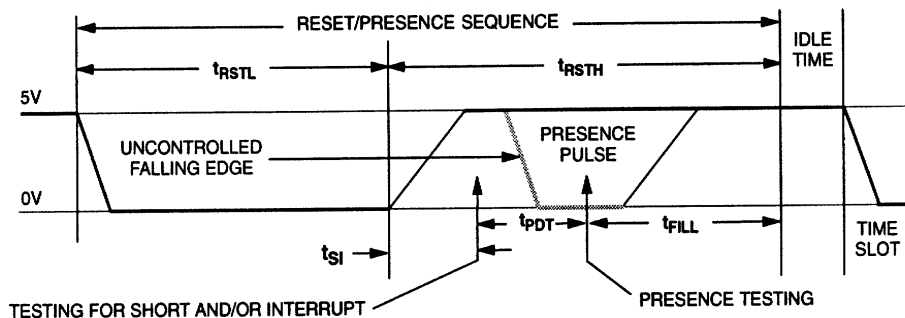 RESET/PRESENCE SEQUENCE
IDLE
TIME
tRSTL
tRSTH
5V
UNCONTROLLED
FALLING EDGE
PRESENCE
PULSE
0V
tPDT
tFILL
TIME
SLOT
tSI
TESTING FOR SHORT AND/OR INTERRUPT
PRESENCE TESTING